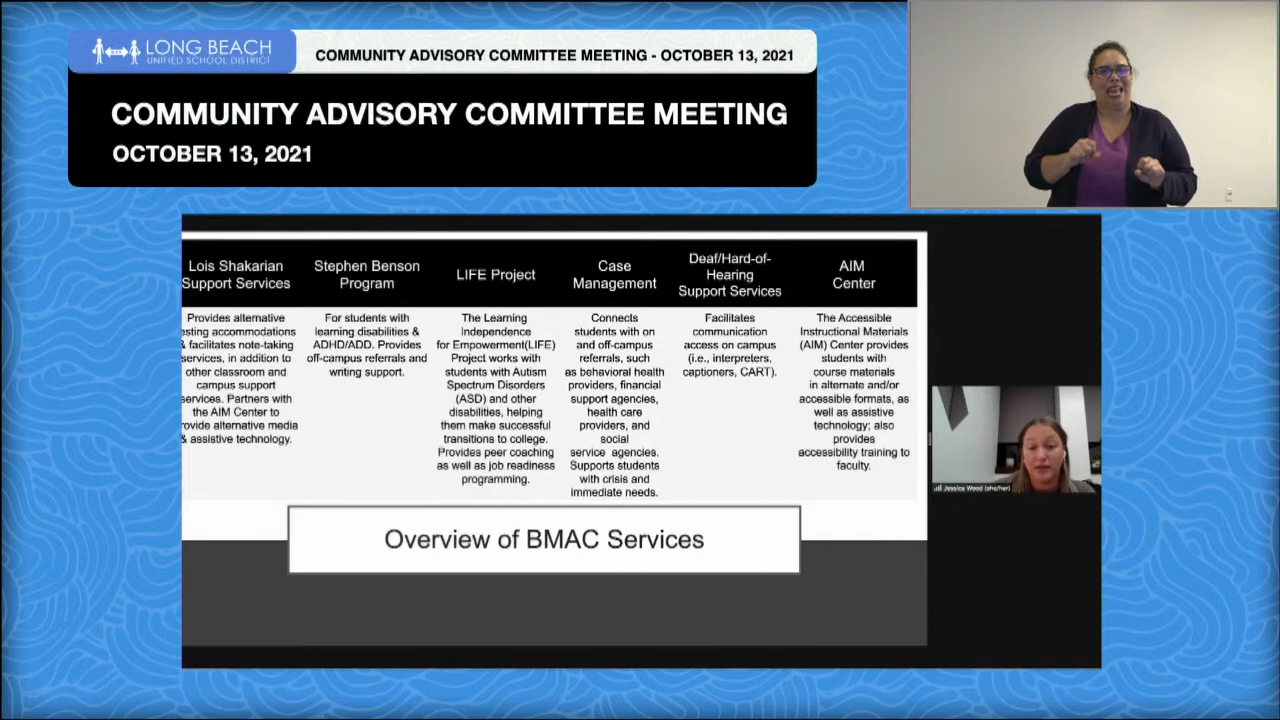 LONG BEACH
UNIFIED SCHOOL DISTRICT
COMMUNITY ADVISORY COMMITTEE MEETING - OCTOBER 13, 2021
COMMUNITY ADVISORY COMMITTEE MEETING
OCTOBER 13, 2021
Lois Shakarian
Support Services
Provides alternative
esting accommodations
& facilitates note-taking
services, in addition to
other classroom and
campus support
services. Partners with
the AIM Center to
ovide alternative media
& assistive technology.
Stephen Benson
Program
For students with
learning disabilities &
ADHD/ADD. Provides
off-campus referrals and
writing support.
LIFE Project
The Learning
Independence
for Empowerment(LIFE)
Project works with
students with Autism
Spectrum Disorders
(ASD) and other
disabilities, helping
them make successful
transitions to college.
Provides peer coaching
as well as job readiness
programming.
Case
Management
Connects
students with on
and off-campus
referrals, such
as behavioral health
providers, financial
support agencies,
health care
providers, and
social
service agencies.
Supports students
with crisis and
immediate needs.
Deaf/Hard-of-
Hearing
Support Services
Facilitates
communication
access on campus
(i.e., interpreters,
captioners, CART).
AIM
Center
The Accessible
Instructional Materials
(AIM) Center provides
students with
course materials
in alternate and/or
accessible formats, as
well as assistive
technology; also
provides
accessibility training to
faculty.
Overview of BMAC Services
Jessica Wood (she/her)